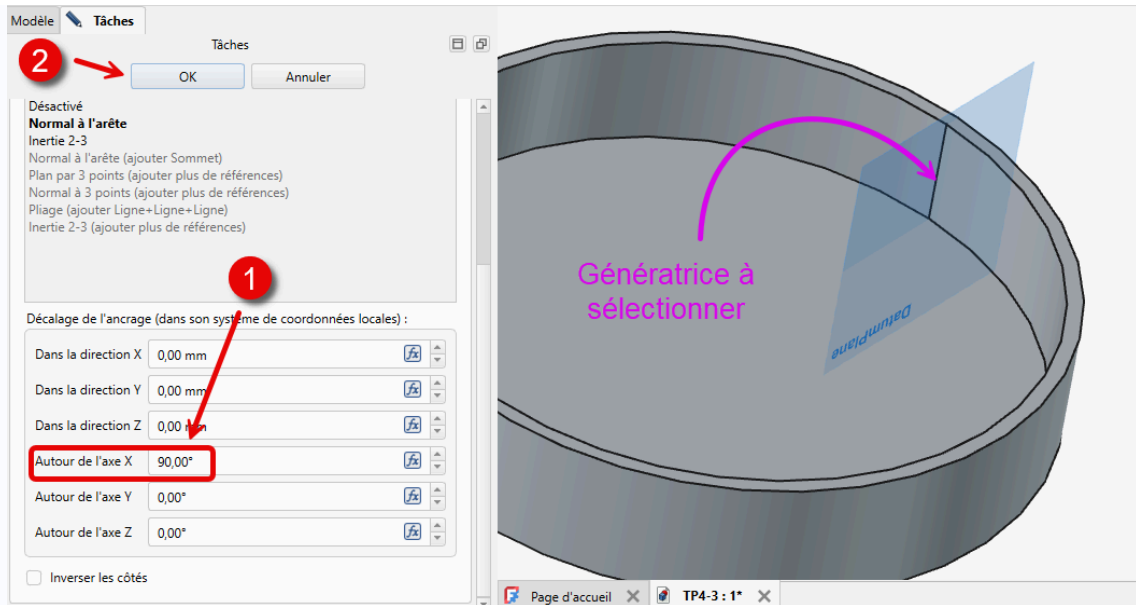 Modèle
Tâches
Tâches
2
OK
Annuler
Désactivé
Normal à l'arête
Inertie 2-3
Normal à l'arête (ajouter Sommet)
Plan par 3 points (ajouter plus de références)
Normal à 3 points (ajouter plus de références)
Pliage (ajouter Ligne+Ligne+Ligne)
Inertie 2-3 (ajouter plus de références)
1
Décalage de l'ancrage (dans son système de coordonnées locales) :
Dans la direction X 0,00 mm
Dans la direction Y 0,00 mm
Dans la direction Z 0,00 mm
Autour de l'axe X 90,00°
Autour de l'axe Y 0,00°
Autour de l'axe Z 0,00°
Inverser les côtés
Génératrice à
sélectionner
DatumPlane
Page d'accueil
TP4-3 : 1*